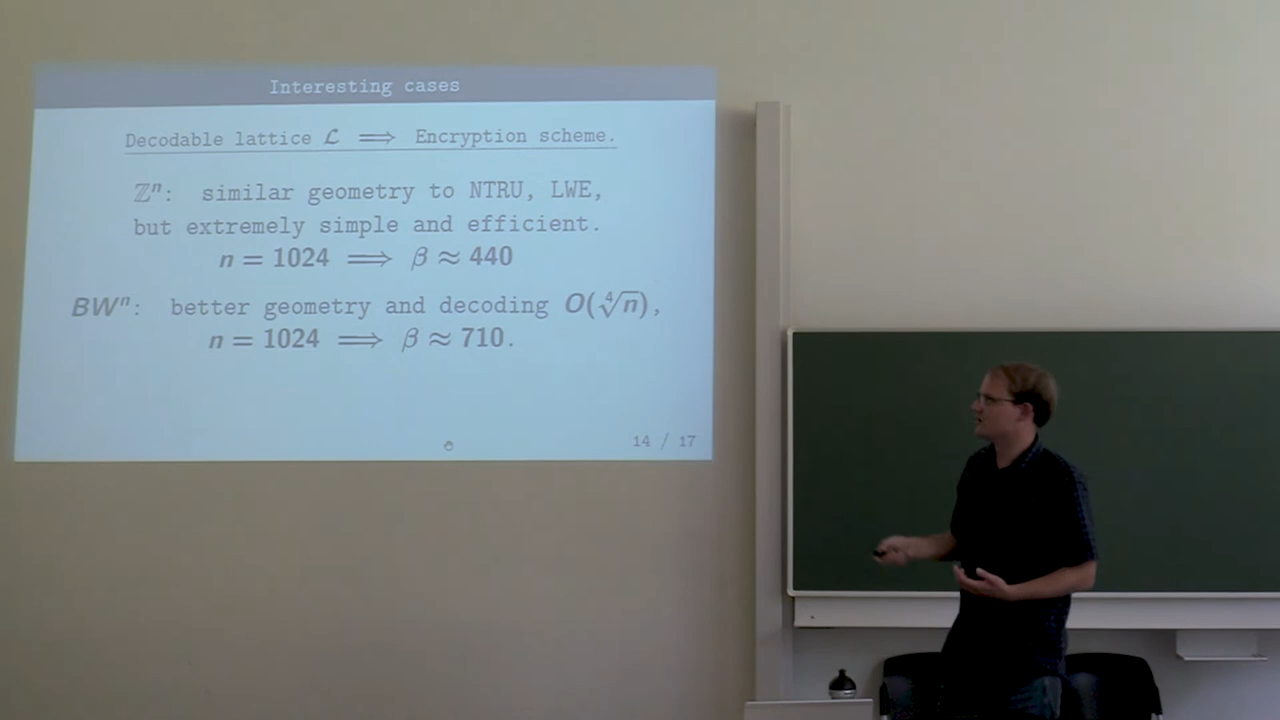 Interesting cases
Decodable lattice ℒ ⟹ Encryption scheme.
ℤⁿ: similar geometry to NTRU, LWE,
but extremely simple and efficient.
n = 1024 ⟹ β ≈ 440
BWⁿ: better geometry and decoding O(∜n),
n = 1024 ⟹ β ≈ 710.
14 / 17